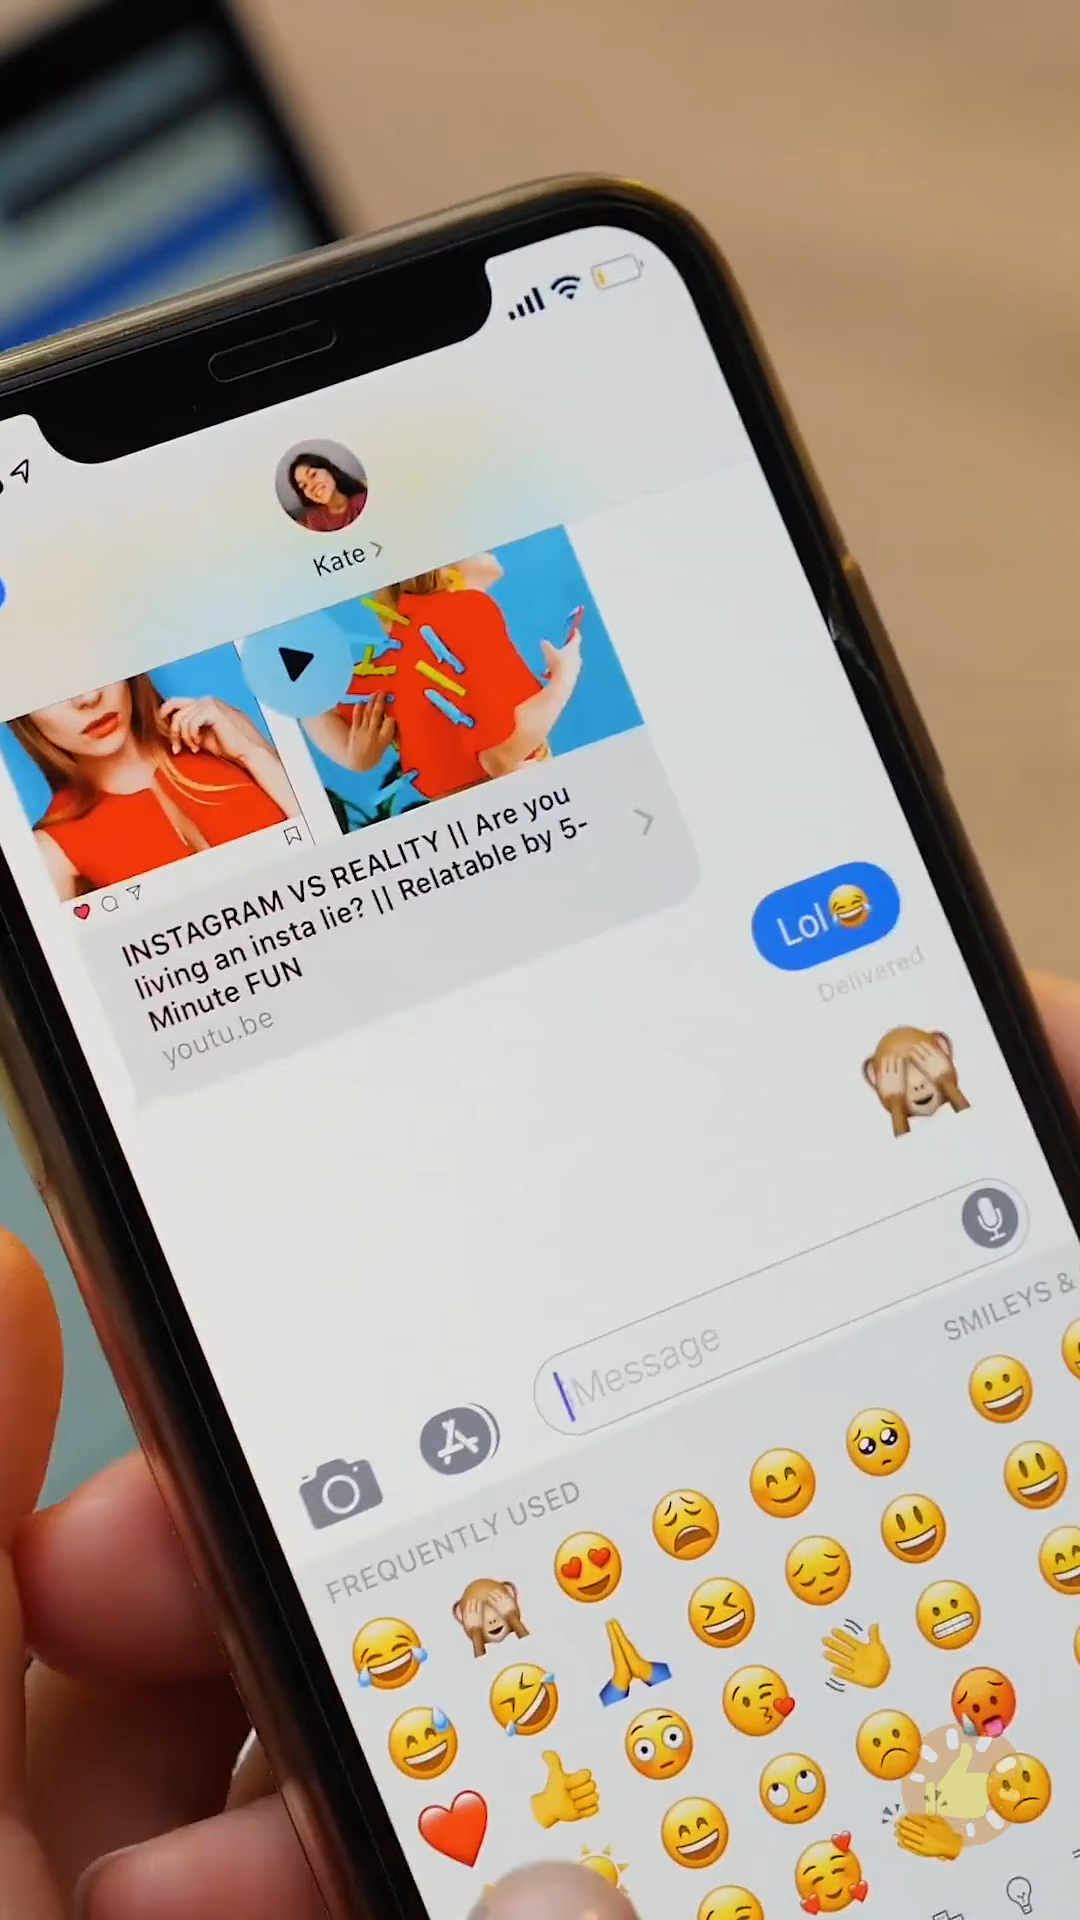 Kate
INSTAGRAM VS REALITY || Are you
living an insta lie? || Relatable by 5-
Minute FUN
youtu.be
Lol😂
Delivered
🙈
Message
SMILEYS &
FREQUENTLY USED